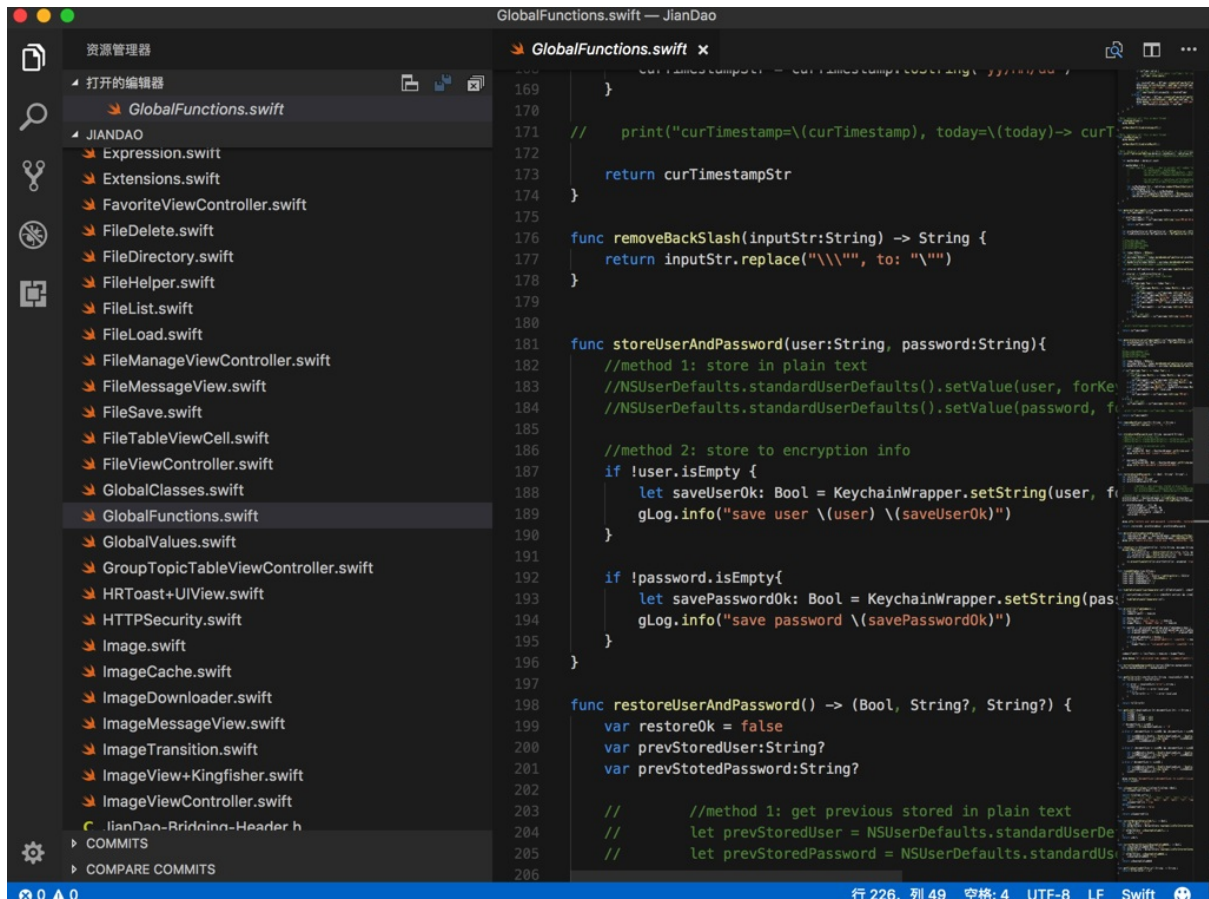 GlobalFunctions.swift — JianDao
资源管理器
打开的编辑器
GlobalFunctions.swift
JIANDAO
Expression.swift
Extensions.swift
FavoriteViewController.swift
FileDelete.swift
FileDirectory.swift
FileHelper.swift
FileList.swift
FileLoad.swift
FileManageViewController.swift
FileMessageView.swift
FileSave.swift
FileTableViewCell.swift
FileViewController.swift
GlobalClasses.swift
GlobalFunctions.swift
GlobalValues.swift
GroupTopicTableViewController.swift
HRToast+UIView.swift
HTTPSecurity.swift
Image.swift
ImageCache.swift
ImageDownloader.swift
ImageMessageView.swift
ImageTransition.swift
ImageView+Kingfisher.swift
ImageViewController.swift
C JianDao-Bridging-Header.h
COMMITS
COMPARE COMMITS
GlobalFunctions.swift ×
168 curTimestampStr = curTimestamp.toString("yy/MM/dd")
169 }
170
171 // print("curTimestamp=\(curTimestamp), today=\(today)-> curT
172
173 return curTimestampStr
174 }
175
176 func removeBackSlash(inputStr:String) -> String {
177 return inputStr.replace("\\\"", to: "\"")
178 }
179
180
181 func storeUserAndPassword(user:String, password:String){
182 //method 1: store in plain text
183 //NSUserDefaults.standardUserDefaults().setValue(user, forKe
184 //NSUserDefaults.standardUserDefaults().setValue(password, f
185
186 //method 2: store to encryption info
187 if !user.isEmpty {
188 let saveUserOk: Bool = KeychainWrapper.setString(user, fo
189 gLog.info("save user \(user) \(saveUserOk)")
190 }
191
192 if !password.isEmpty{
193 let savePasswordOk: Bool = KeychainWrapper.setString(pas
194 gLog.info("save password \(savePasswordOk)")
195 }
196 }
197
198 func restoreUserAndPassword() -> (Bool, String?, String?) {
199 var restoreOk = false
200 var prevStoredUser:String?
201 var prevStotedPassword:String?
202
203 // //method 1: get previous stored in plain text
204 // let prevStoredUser = NSUserDefaults.standardUserDe
205 // let prevStoredPassword = NSUserDefaults.standardUs
206
0 0
行 226，列 49 空格: 4 UTF-8 LF Swift